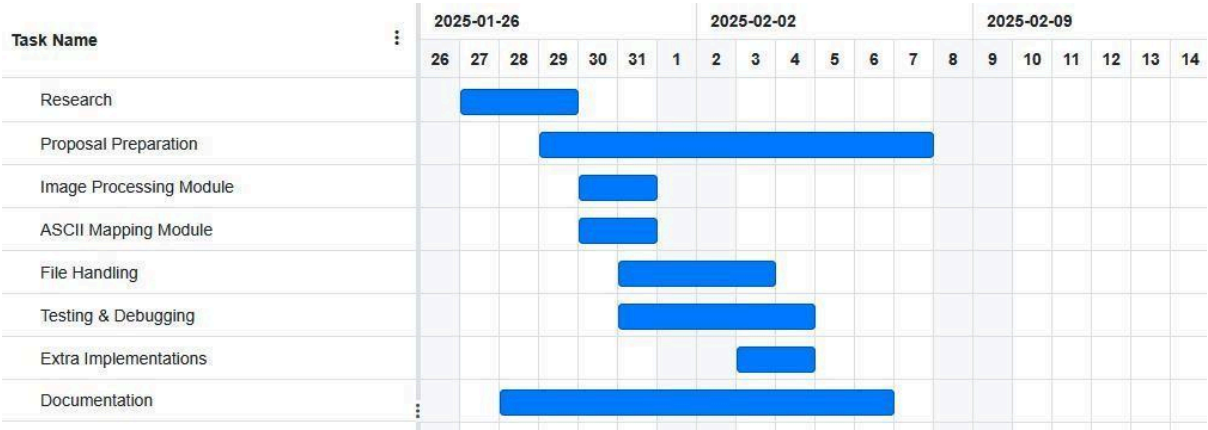 Task Name
2025-01-26 2025-02-02 2025-02-09
26 27 28 29 30 31 1 2 3 4 5 6 7 8 9 10 11 12 13 14
Research
Proposal Preparation
Image Processing Module
ASCII Mapping Module
File Handling
Testing & Debugging
Extra Implementations
Documentation